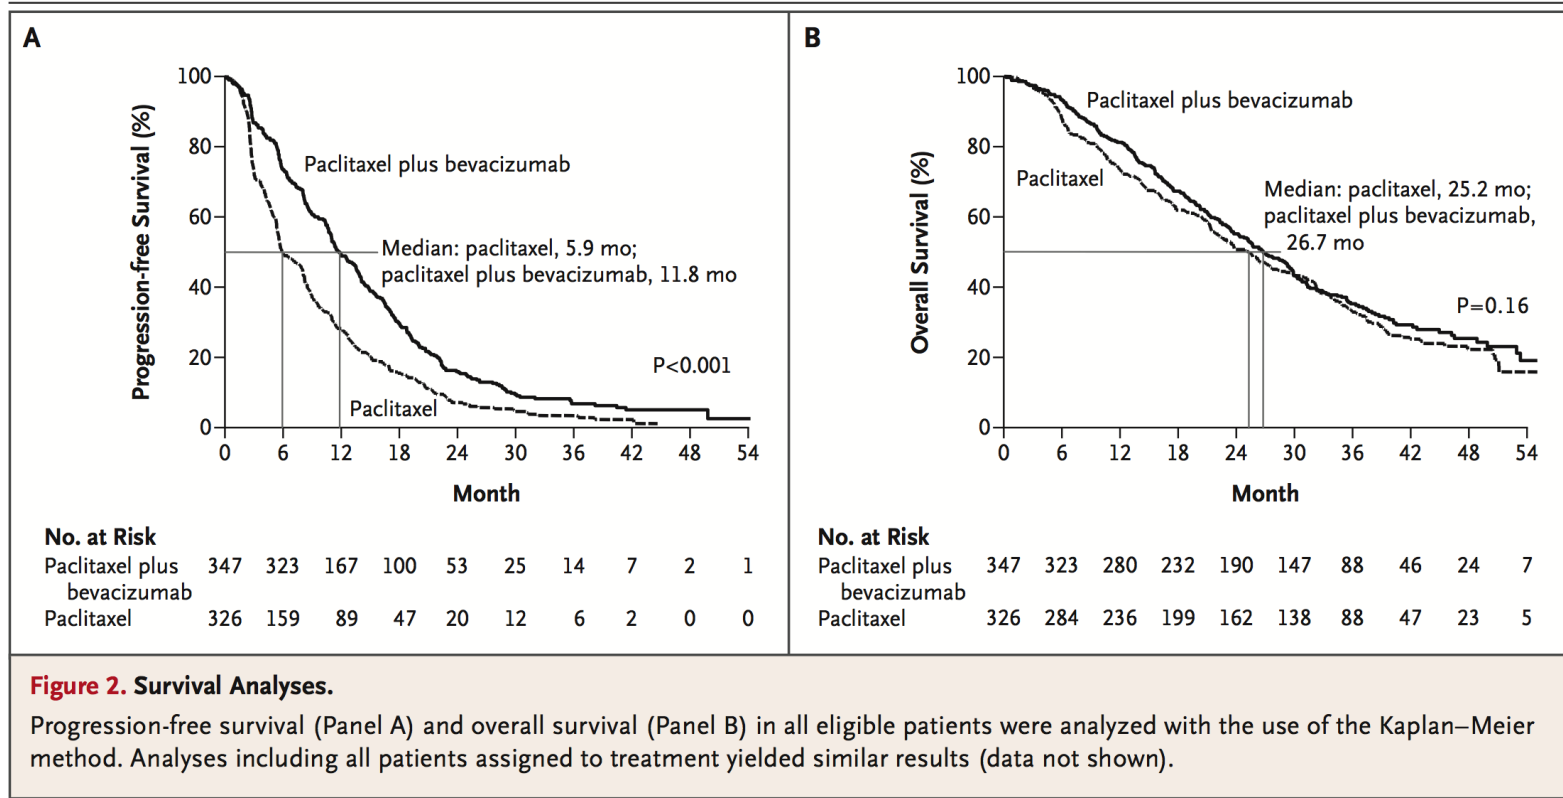 A
Progression-free Survival (%)
100
80
60
40
20
0
Paclitaxel plus bevacizumab
Median: paclitaxel, 5.9 mo;
paclitaxel plus bevacizumab, 11.8 mo
P<0.001
Paclitaxel
0 6 12 18 24 30 36 42 48 54
Month
No. at Risk
Paclitaxel plus 347 323 167 100 53 25 14 7 2 1
bevacizumab
Paclitaxel 326 159 89 47 20 12 6 2 0 0
B
Overall Survival (%)
100
80
60
40
20
0
Paclitaxel plus bevacizumab
Paclitaxel
Median: paclitaxel, 25.2 mo;
paclitaxel plus bevacizumab,
26.7 mo
P=0.16
0 6 12 18 24 30 36 42 48 54
Month
No. at Risk
Paclitaxel plus 347 323 280 232 190 147 88 46 24 7
bevacizumab
Paclitaxel 326 284 236 199 162 138 88 47 23 5
Figure 2. Survival Analyses.
Progression-free survival (Panel A) and overall survival (Panel B) in all eligible patients were analyzed with the use of the Kaplan–Meier
method. Analyses including all patients assigned to treatment yielded similar results (data not shown).